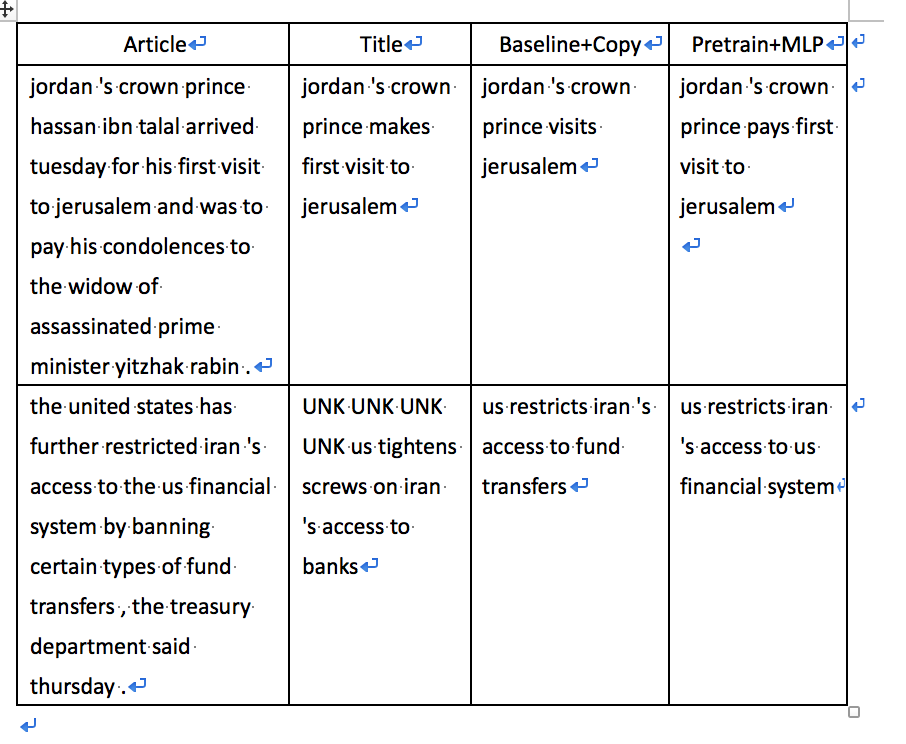 Article
Title
Baseline+Copy
Pretrain+MLP
jordan 's crown prince
hassan ibn talal arrived
tuesday for his first visit
to jerusalem and was to
pay his condolences to
the widow of
assassinated prime
minister yitzhak rabin .
jordan 's crown
prince makes
first visit to
jerusalem
jordan 's crown
prince visits
jerusalem
jordan 's crown
prince pays first
visit to
jerusalem
the united states has
further restricted iran 's
access to the us financial
system by banning
certain types of fund
transfers , the treasury
department said
thursday .
UNK UNK UNK
UNK us tightens
screws on iran
's access to
banks
us restricts iran 's
access to fund
transfers
us restricts iran
's access to us
financial system